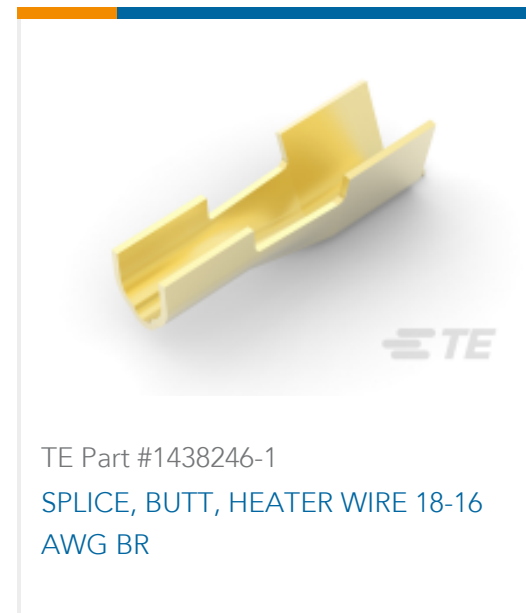 TE
TE Part #1438246-1
SPLICE, BUTT, HEATER WIRE 18-16
AWG BR